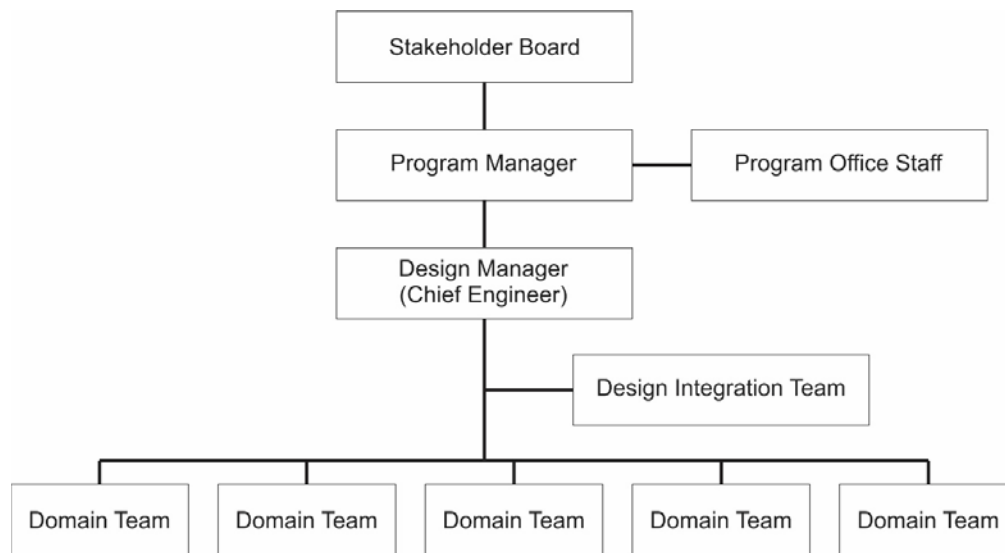 Stakeholder Board
Program Manager
Program Office Staff
Design Manager
(Chief Engineer)
Design Integration Team
Domain Team
Domain Team
Domain Team
Domain Team
Domain Team